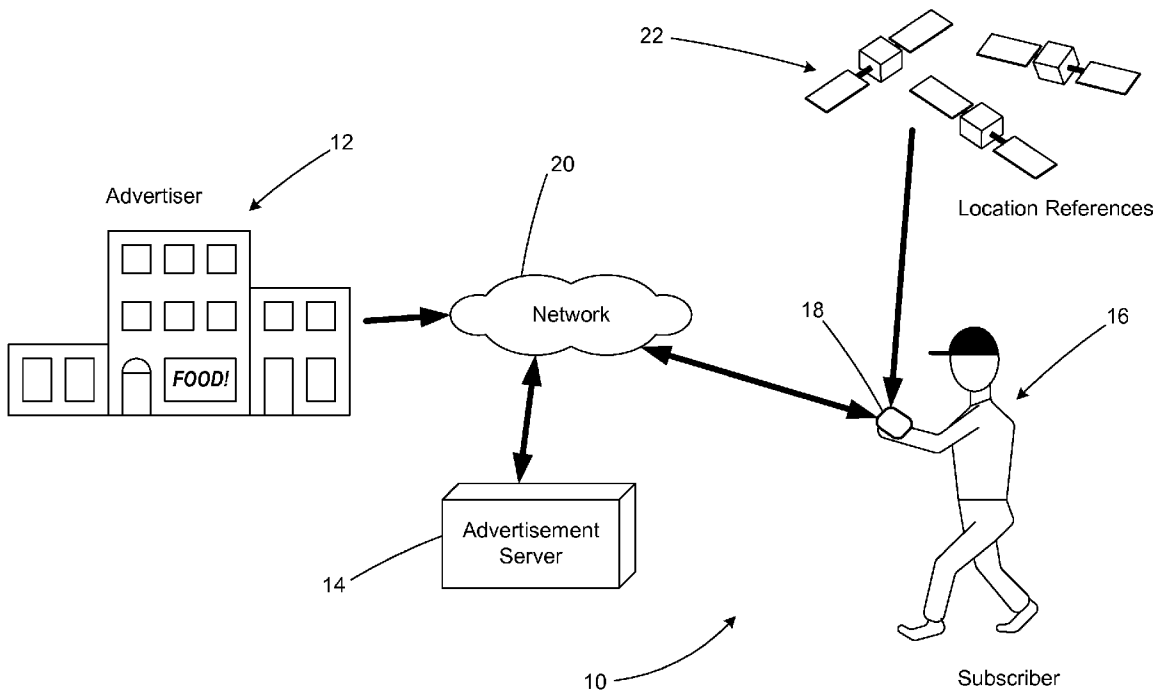 22
12
20
Advertiser
Location References
Network
18
16
FOOD!
Advertisement
Server
14
10
Subscriber